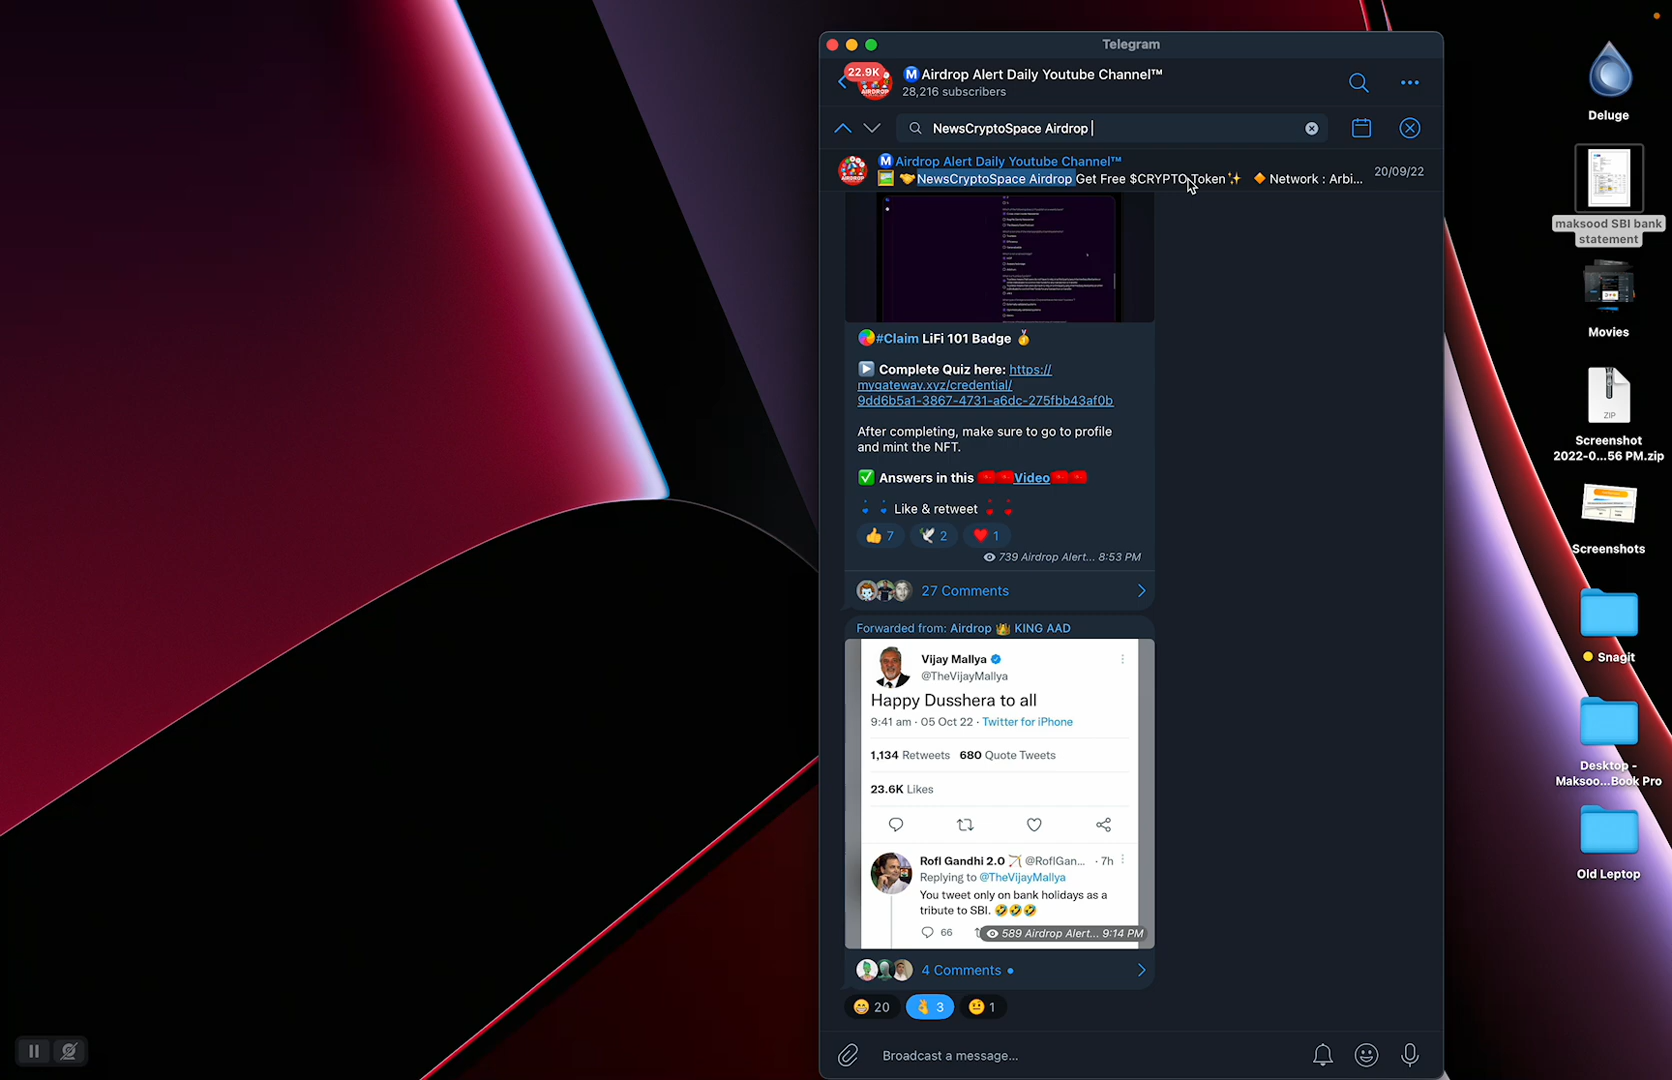 Telegram
22.9K
AIRDROP
Airdrop Alert Daily Youtube Channel™
28,216 subscribers
NewsCryptoSpace Airdrop
Airdrop Alert Daily Youtube Channel™
20/09/22
NewsCryptoSpace Airdrop Get Free $CRYPTO Token✨ 🔶 Network : Arbi...
#Claim LiFi 101 Badge 🏅
▶️ Complete Quiz here: https://
mygateway.xyz/credential/
9dd6b5a1-3867-4731-a6dc-275fbb43af0b
After completing, make sure to go to profile
and mint the NFT.
✅ Answers in this Video
Like & retweet
👍 7 🕊 2 ❤️ 1
739 Airdrop Alert... 8:53 PM
27 Comments
Forwarded from: Airdrop 👑 KING AAD
Vijay Mallya
@TheVijayMallya
Happy Dusshera to all
9:41 am · 05 Oct 22 · Twitter for iPhone
1,134 Retweets 680 Quote Tweets
23.6K Likes
Rofl Gandhi 2.0 🏹 @RoflGan... · 7h
Replying to @TheVijayMallya
You tweet only on bank holidays as a
tribute to SBI. 🤣🤣🤣
66
589 Airdrop Alert... 9:14 PM
4 Comments
😁 20 🤞 3 😐 1
Broadcast a message...
Deluge
maksood SBI bank
statement
Movies
ZIP
Screenshot
2022-0...56 PM.zip
Screenshots
Snagit
Desktop -
Maksoo...Book Pro
Old Leptop